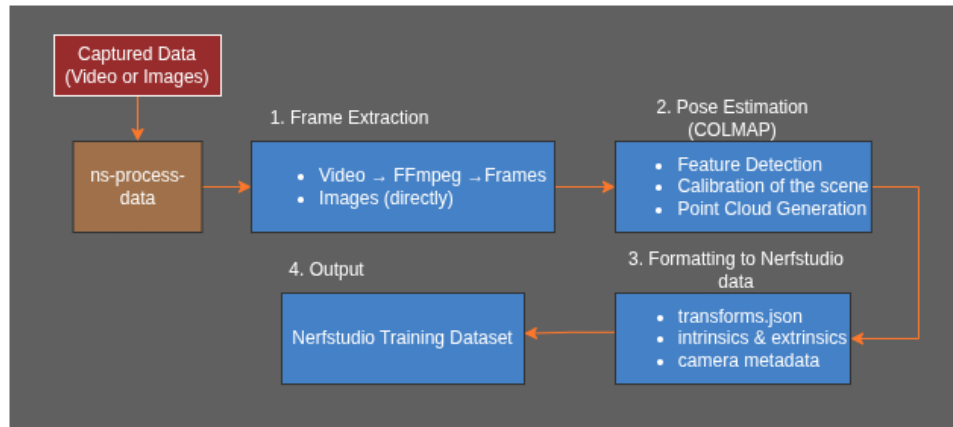 Captured Data
(Video or Images)
ns-process-
data
1. Frame Extraction
• Video → FFmpeg →Frames
• Images (directly)
2. Pose Estimation
(COLMAP)
• Feature Detection
• Calibration of the scene
• Point Cloud Generation
3. Formatting to Nerfstudio
data
• transforms.json
• intrinsics & extrinsics
• camera metadata
4. Output
Nerfstudio Training Dataset